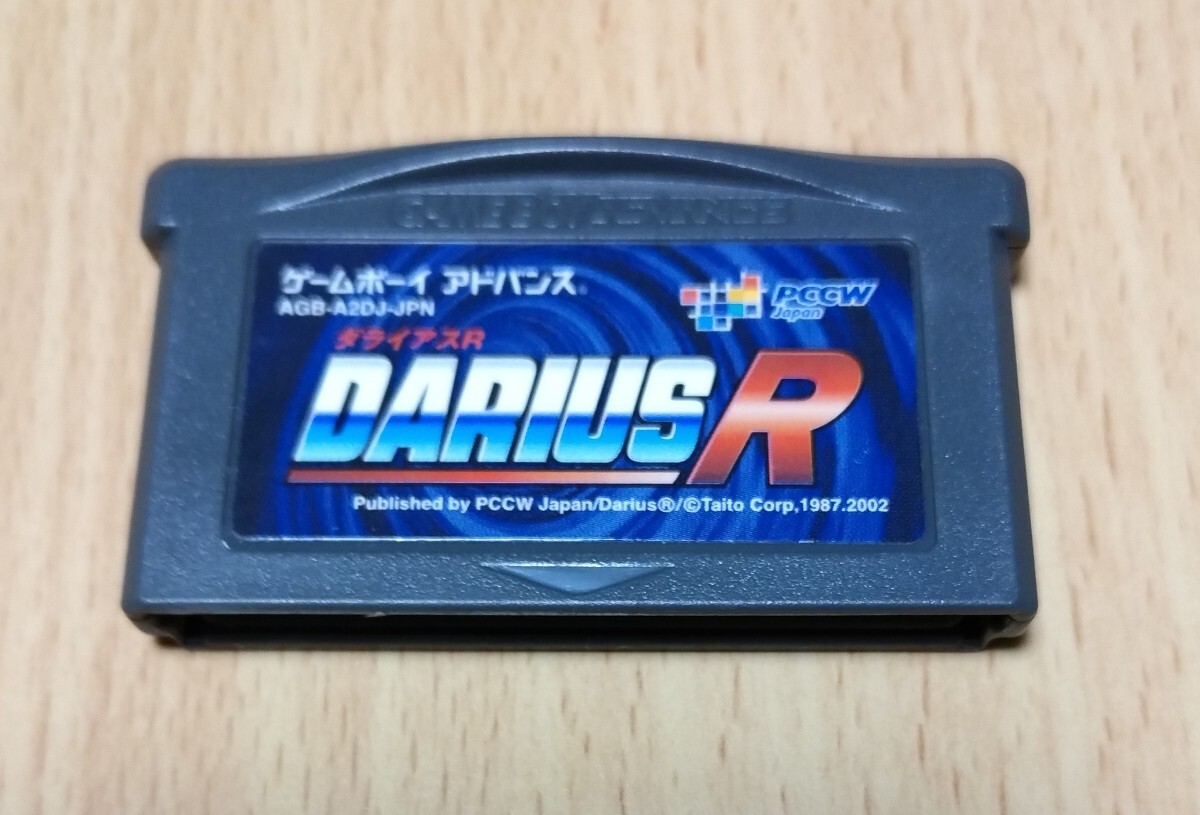 GAME BOY ADVANCE
ゲームボーイ アドバンス®
PCCW
Japan
AGB-A2DJ-JPN
ダライアスR
DARIUS R
Published by PCCW Japan/Darius®/©Taito Corp,1987.2002